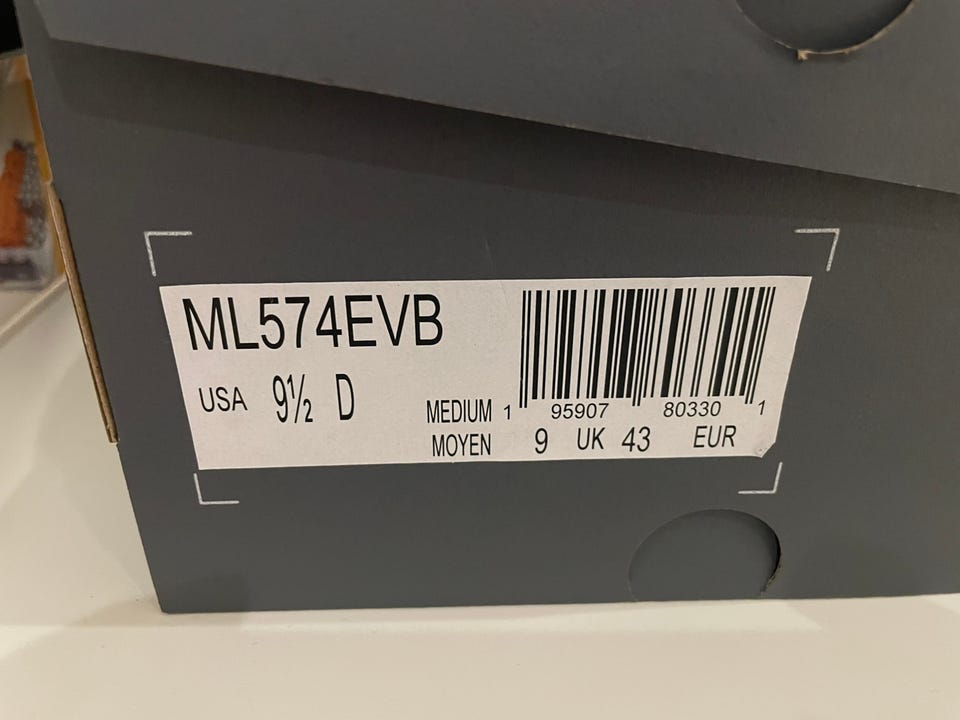 ML574EVB
USA 9½ D
MEDIUM 1 95907 80330 1
MOYEN 9 UK 43 EUR